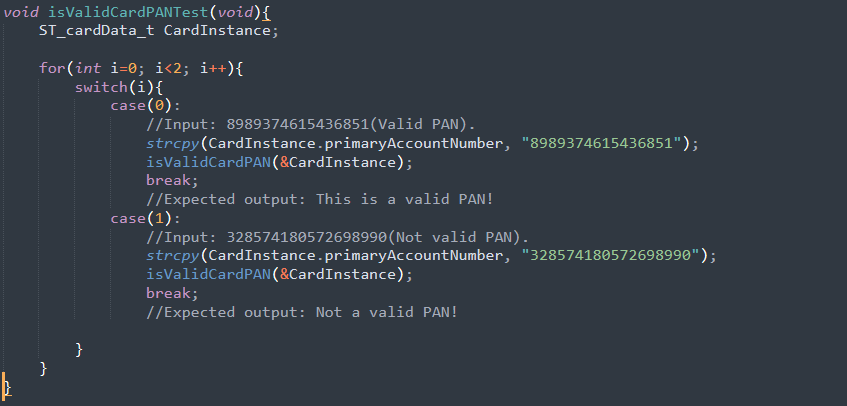 void isValidCardPANTest(void){
    ST_cardData_t CardInstance;
    for(int i=0; i<2; i++){
        switch(i){
            case(0):
                //Input: 8989374615436851(Valid PAN).
                strcpy(CardInstance.primaryAccountNumber, "8989374615436851");
                isValidCardPAN(&CardInstance);
                break;
                //Expected output: This is a valid PAN!
            case(1):
                //Input: 328574180572698990(Not valid PAN).
                strcpy(CardInstance.primaryAccountNumber, "328574180572698990");
                isValidCardPAN(&CardInstance);
                break;
                //Expected output: Not a valid PAN!
        }
    }
}